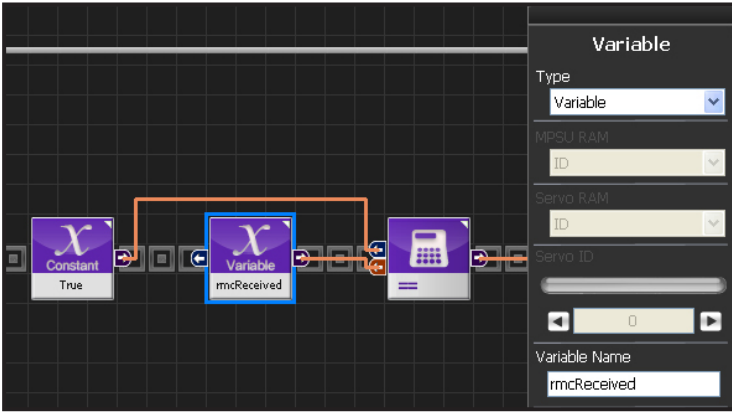 Variable
Type
Variable
MPSU RAM
ID
Servo RAM
ID
Servo ID
0
Variable Name
rmcReceived
x
Constant
True
x
Variable
rmcReceived
==